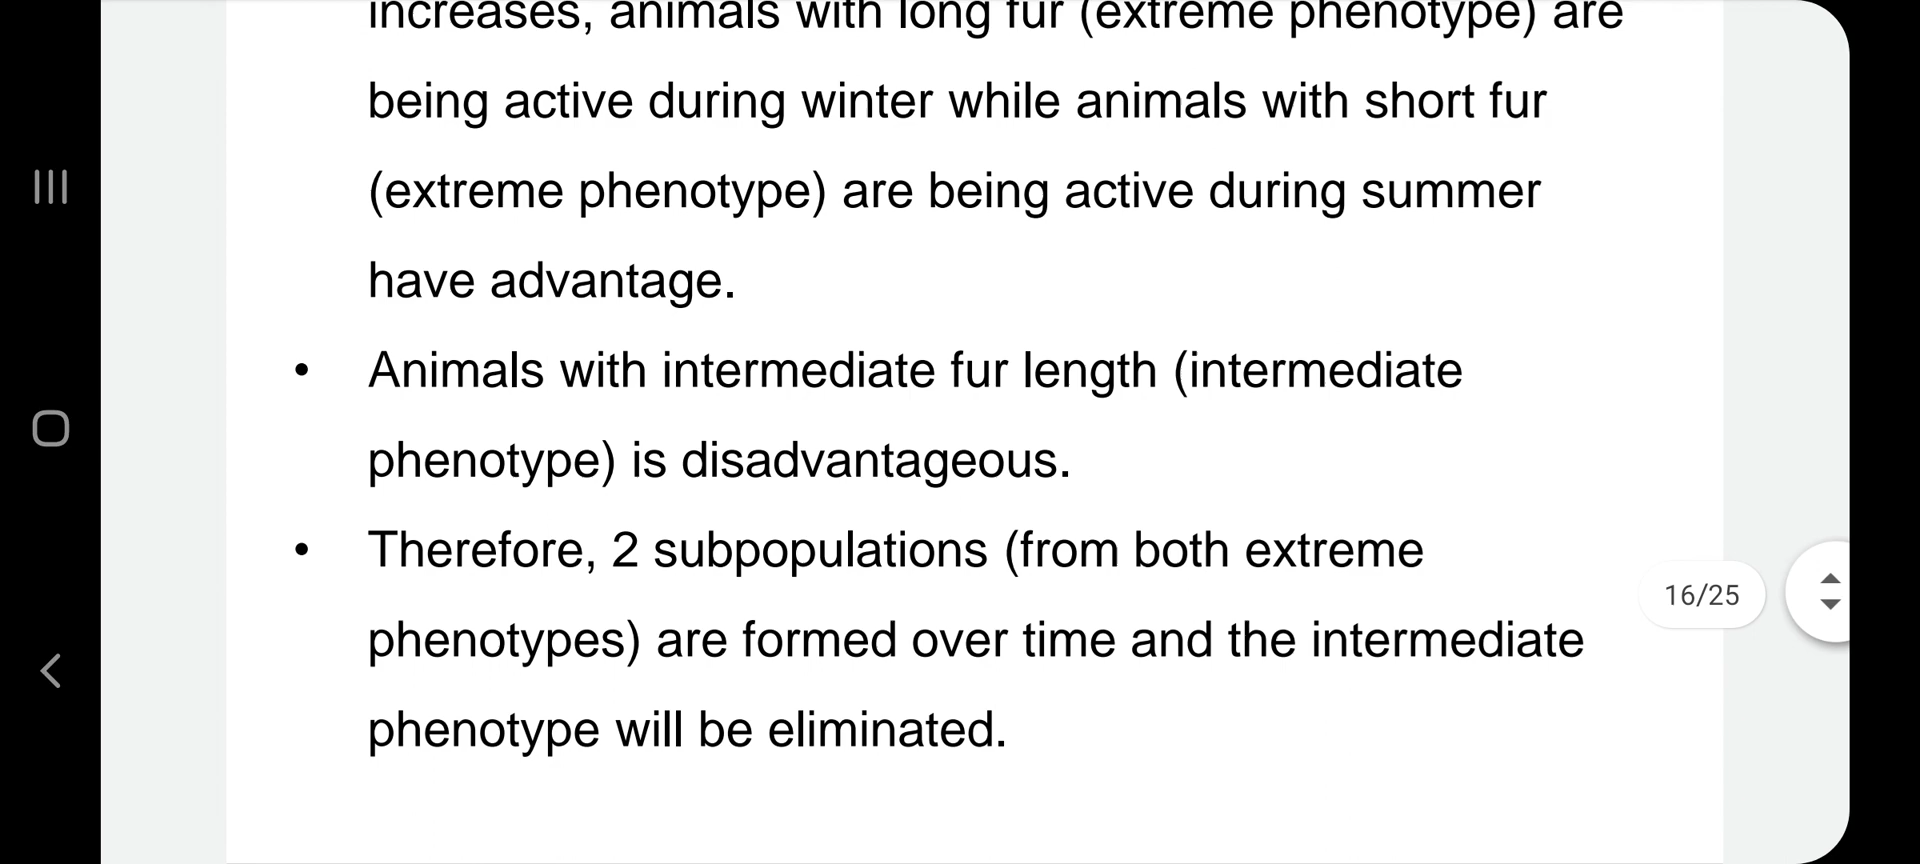 increases, animals with long fur (extreme phenotype) are
being active during winter while animals with short fur
(extreme phenotype) are being active during summer
have advantage.
• Animals with intermediate fur length (intermediate
phenotype) is disadvantageous.
• Therefore, 2 subpopulations (from both extreme
phenotypes) are formed over time and the intermediate
phenotype will be eliminated.
16/25